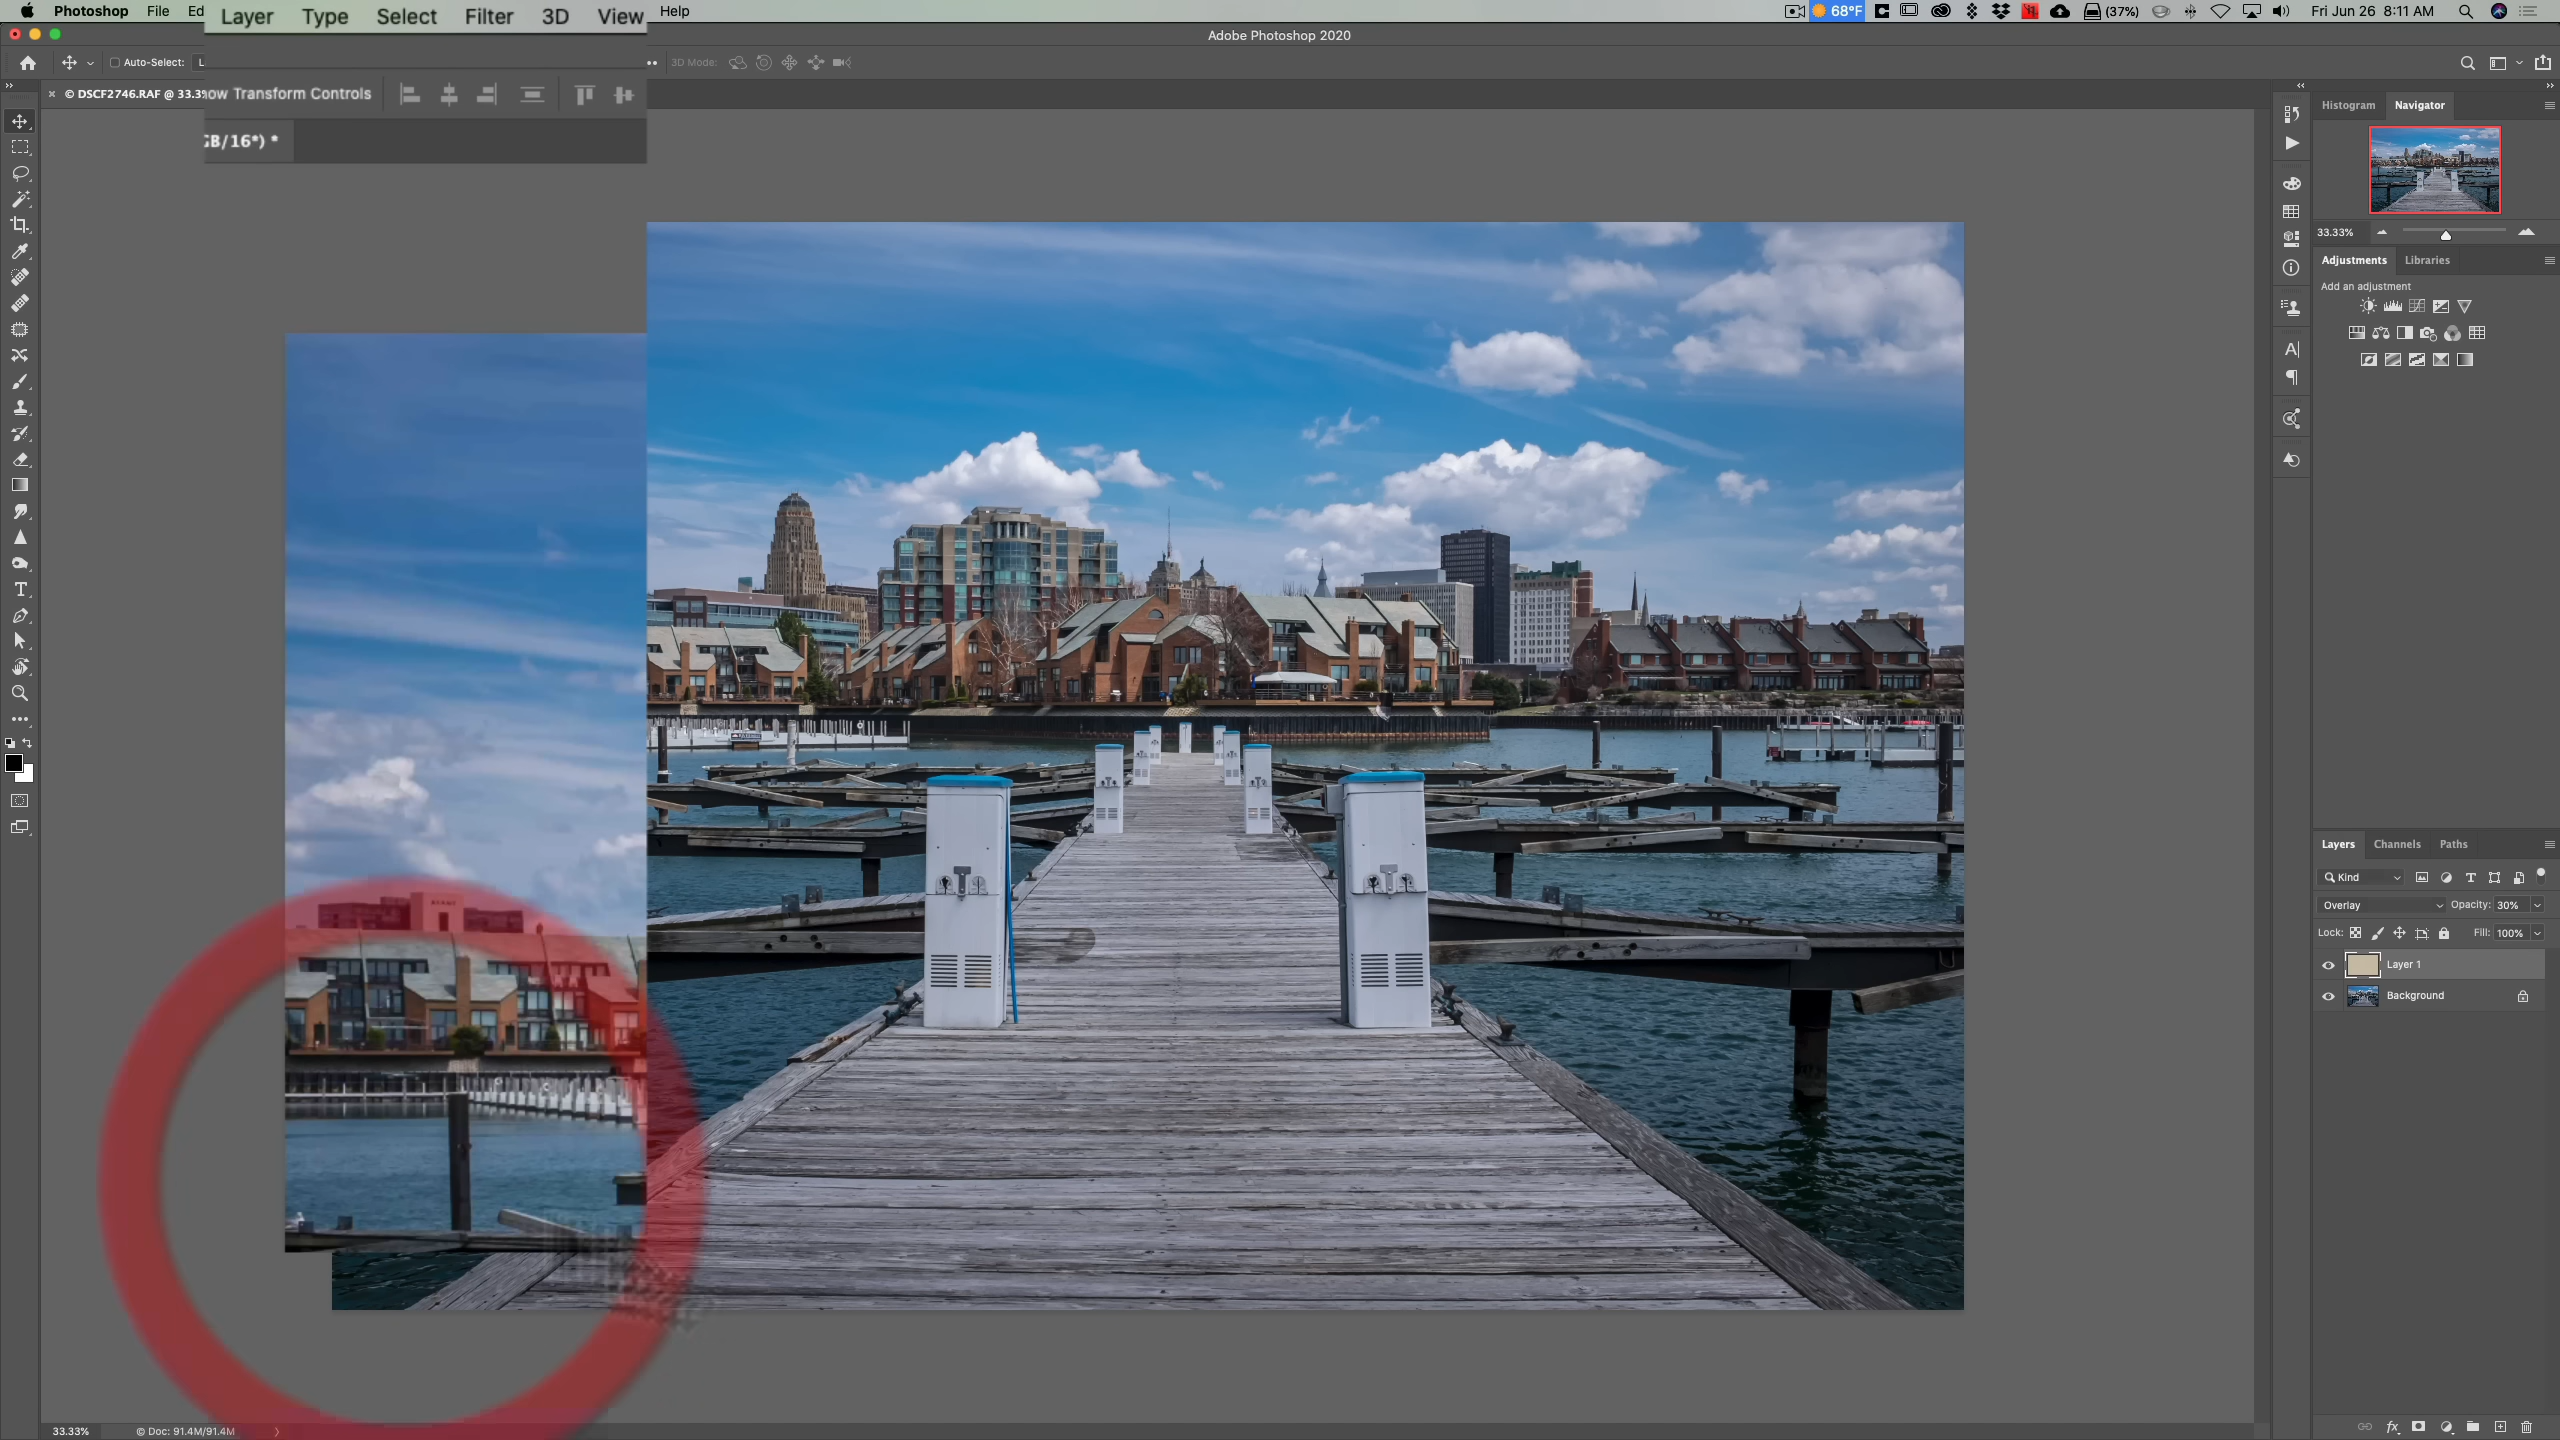 Photoshop File Ed Layer Type Select Filter 3D View Help 68°F (37%) Fri Jun 26 8:11 AM
Adobe Photoshop 2020
Auto-Select: 3D Mode:
© DSCF2746.RAF @ 33.3 ow Transform Controls
GB/16*) *
Histogram Navigator
33.33%
Adjustments Libraries
Add an adjustment
Layers Channels Paths
Kind
Overlay Opacity: 30%
Lock: Fill: 100%
Layer 1
Background
33.33% © Doc: 91.4M/91.4M